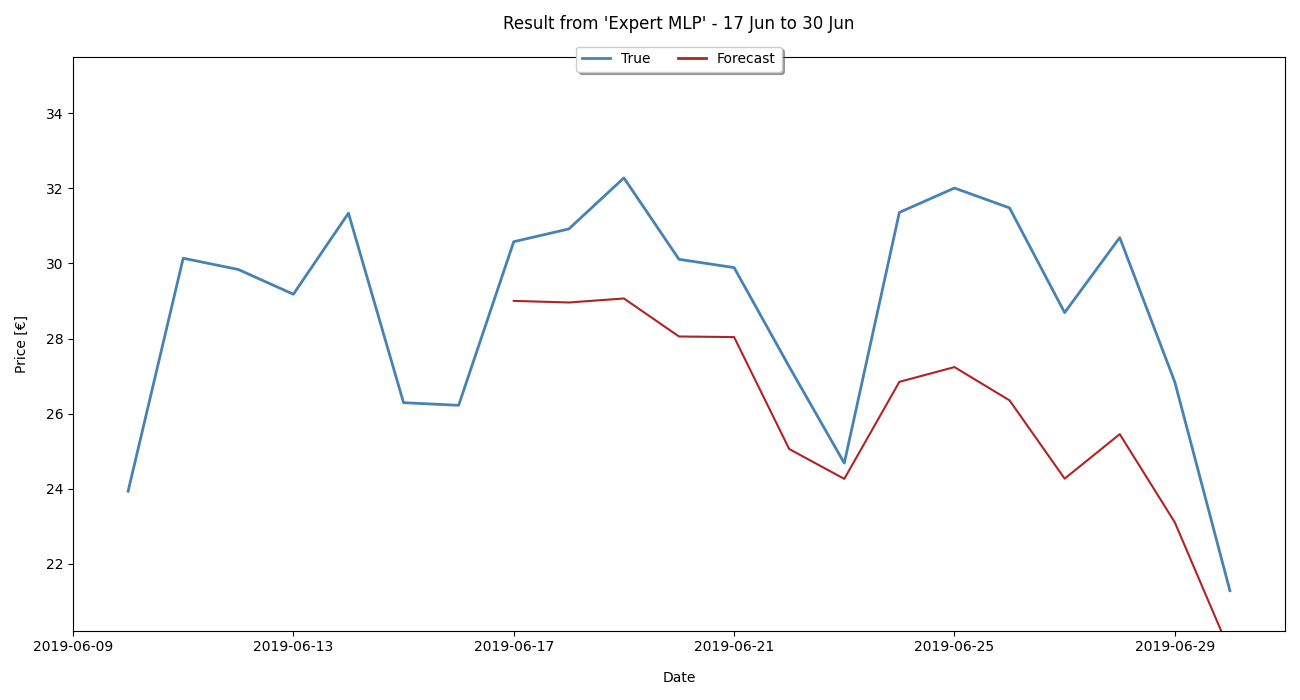 Result from 'Expert MLP' - 17 Jun to 30 Jun
True Forecast
34
32
30
28
26
24
22
Price [€]
2019-06-09 2019-06-13 2019-06-17 2019-06-21 2019-06-25 2019-06-29
Date